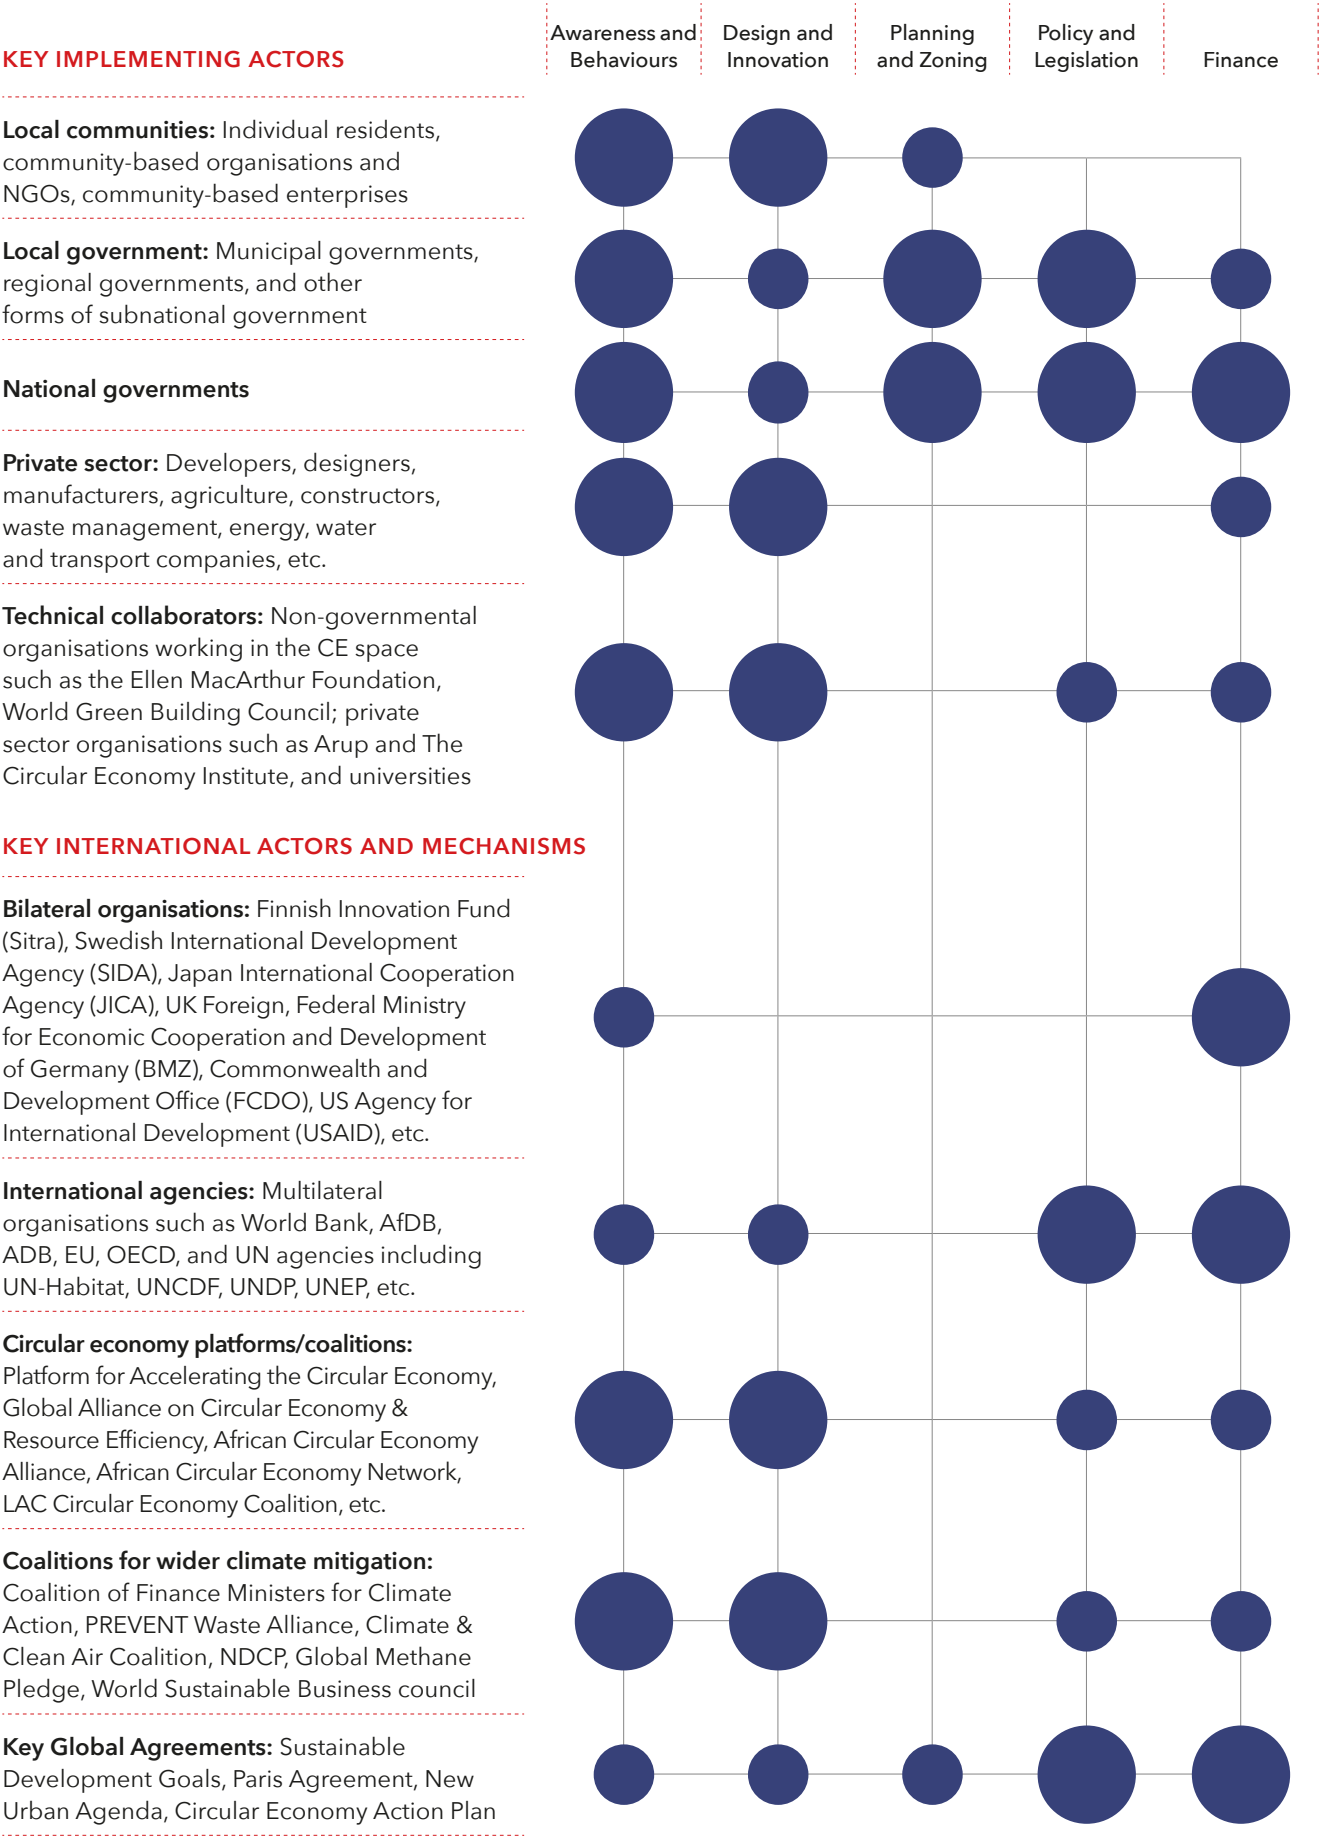 KEY IMPLEMENTING ACTORS
Awareness and
Behaviours
Design and
Innovation
Planning
and Zoning
Policy and
Legislation
Finance
Local communities: Individual residents,
community-based organisations and
NGOs, community-based enterprises
Local government: Municipal governments,
regional governments, and other
forms of subnational government
National governments
Private sector: Developers, designers,
manufacturers, agriculture, constructors,
waste management, energy, water
and transport companies, etc.
Technical collaborators: Non-governmental
organisations working in the CE space
such as the Ellen MacArthur Foundation,
World Green Building Council; private
sector organisations such as Arup and The
Circular Economy Institute, and universities
KEY INTERNATIONAL ACTORS AND MECHANISMS
Bilateral organisations: Finnish Innovation Fund
(Sitra), Swedish International Development
Agency (SIDA), Japan International Cooperation
Agency (JICA), UK Foreign, Federal Ministry
for Economic Cooperation and Development
of Germany (BMZ), Commonwealth and
Development Office (FCDO), US Agency for
International Development (USAID), etc.
International agencies: Multilateral
organisations such as World Bank, AfDB,
ADB, EU, OECD, and UN agencies including
UN-Habitat, UNCDF, UNDP, UNEP, etc.
Circular economy platforms/coalitions:
Platform for Accelerating the Circular Economy,
Global Alliance on Circular Economy &
Resource Efficiency, African Circular Economy
Alliance, African Circular Economy Network,
LAC Circular Economy Coalition, etc.
Coalitions for wider climate mitigation:
Coalition of Finance Ministers for Climate
Action, PREVENT Waste Alliance, Climate &
Clean Air Coalition, NDCP, Global Methane
Pledge, World Sustainable Business council
Key Global Agreements: Sustainable
Development Goals, Paris Agreement, New
Urban Agenda, Circular Economy Action Plan